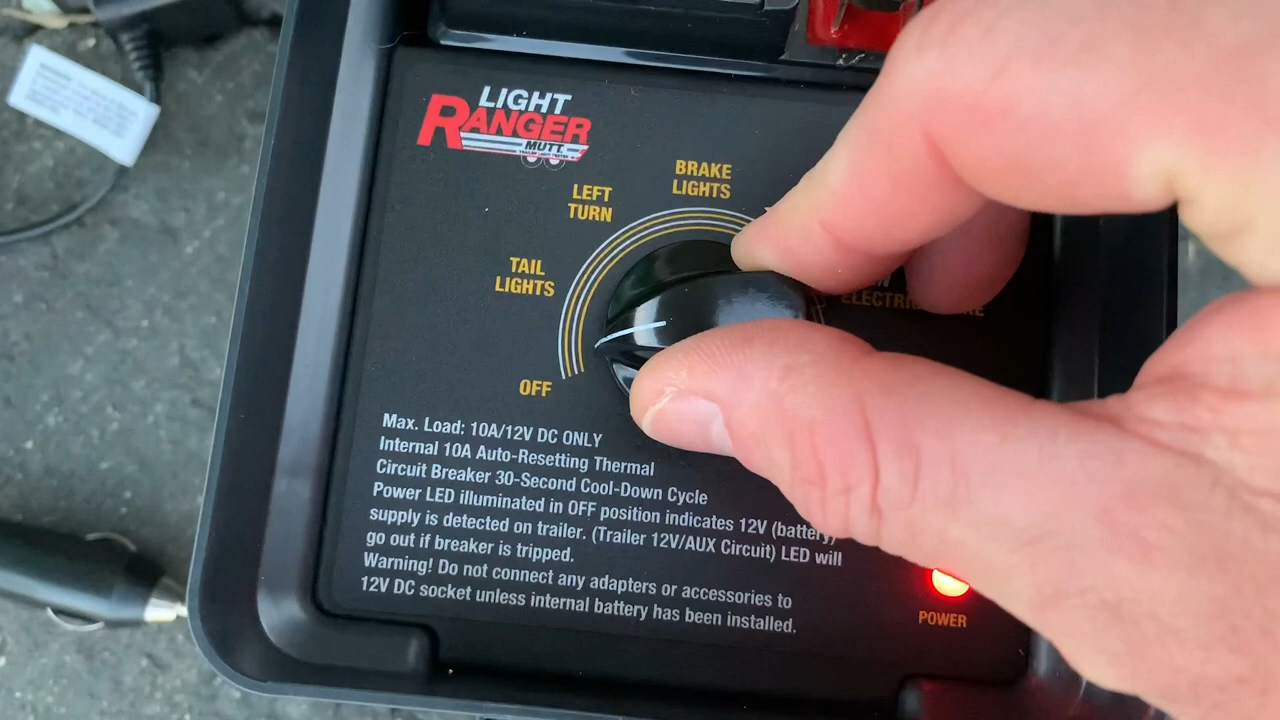 LIGHT
RANGER
MUTT
TRAILER LIGHT TESTER
BRAKE
LIGHTS
LEFT
TURN
TAIL
LIGHTS
OFF
Max. Load: 10A/12V DC ONLY
Internal 10A Auto-Resetting Thermal
Circuit Breaker 30-Second Cool-Down Cycle
Power LED illuminated in OFF position indicates 12V (battery)
supply is detected on trailer. (Trailer 12V/AUX Circuit) LED will
go out if breaker is tripped.
Warning! Do not connect any adapters or accessories to
12V DC socket unless internal battery has been installed.
POWER